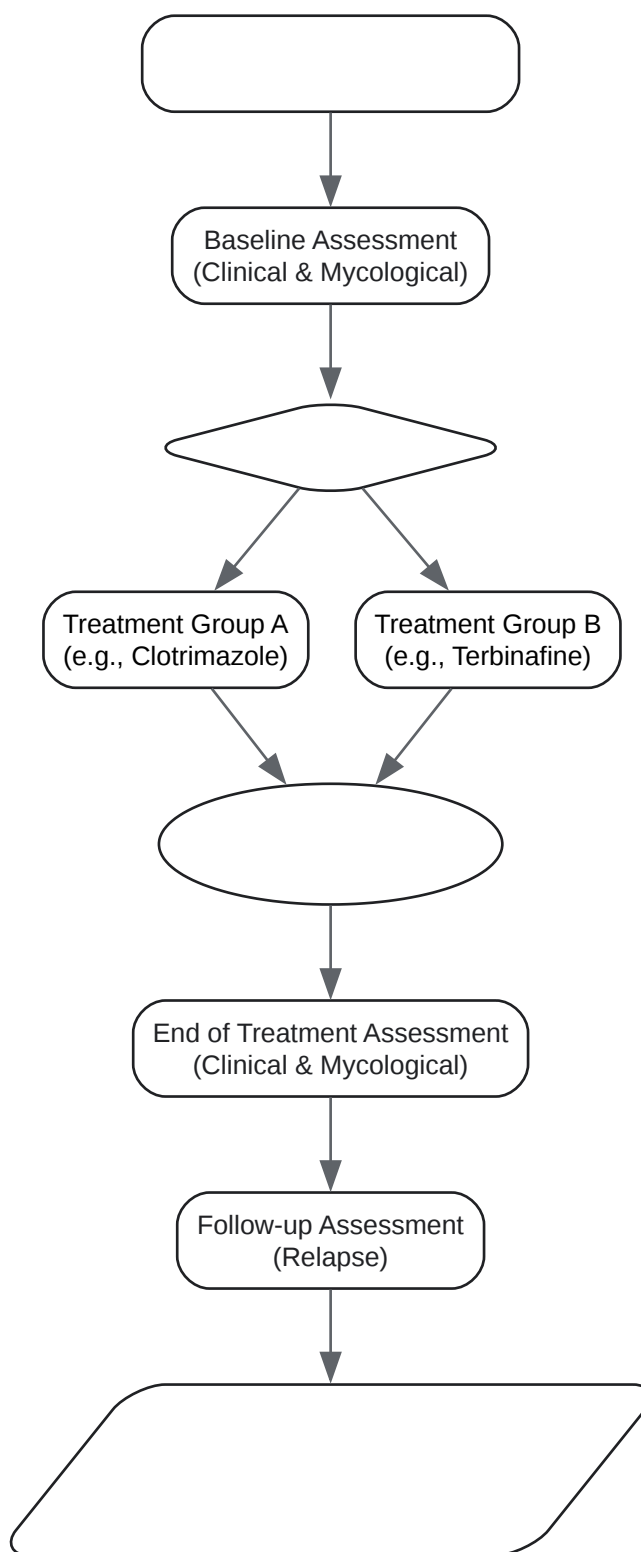 Baseline Assessment
(Clinical & Mycological)
Treatment Group A
(e.g., Clotrimazole)
Treatment Group B
(e.g., Terbinafine)
End of Treatment Assessment
(Clinical & Mycological)
Follow-up Assessment
(Relapse)